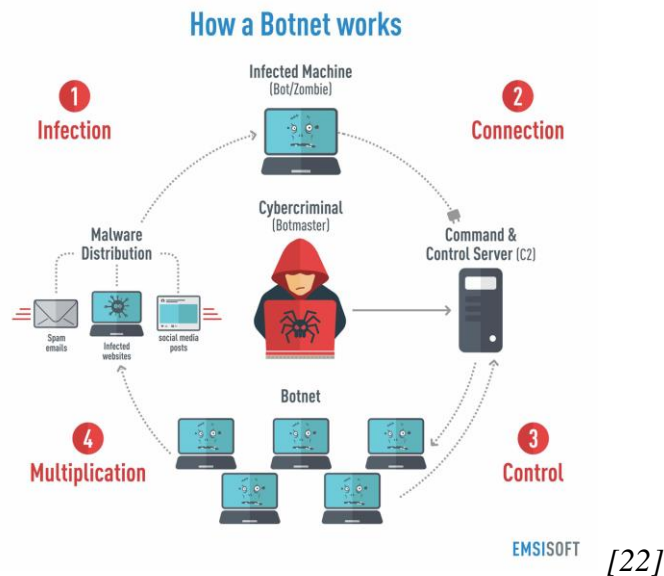 How a Botnet works
Infected Machine
(Bot/Zombie)
1
Infection
2
Connection
Cybercriminal
(Botmaster)
Malware
Distribution
Command &
Control Server (C2)
Spam
emails
Infected
websites
social media
posts
Botnet
4
Multiplication
3
Control
EMSISOFT
[22]